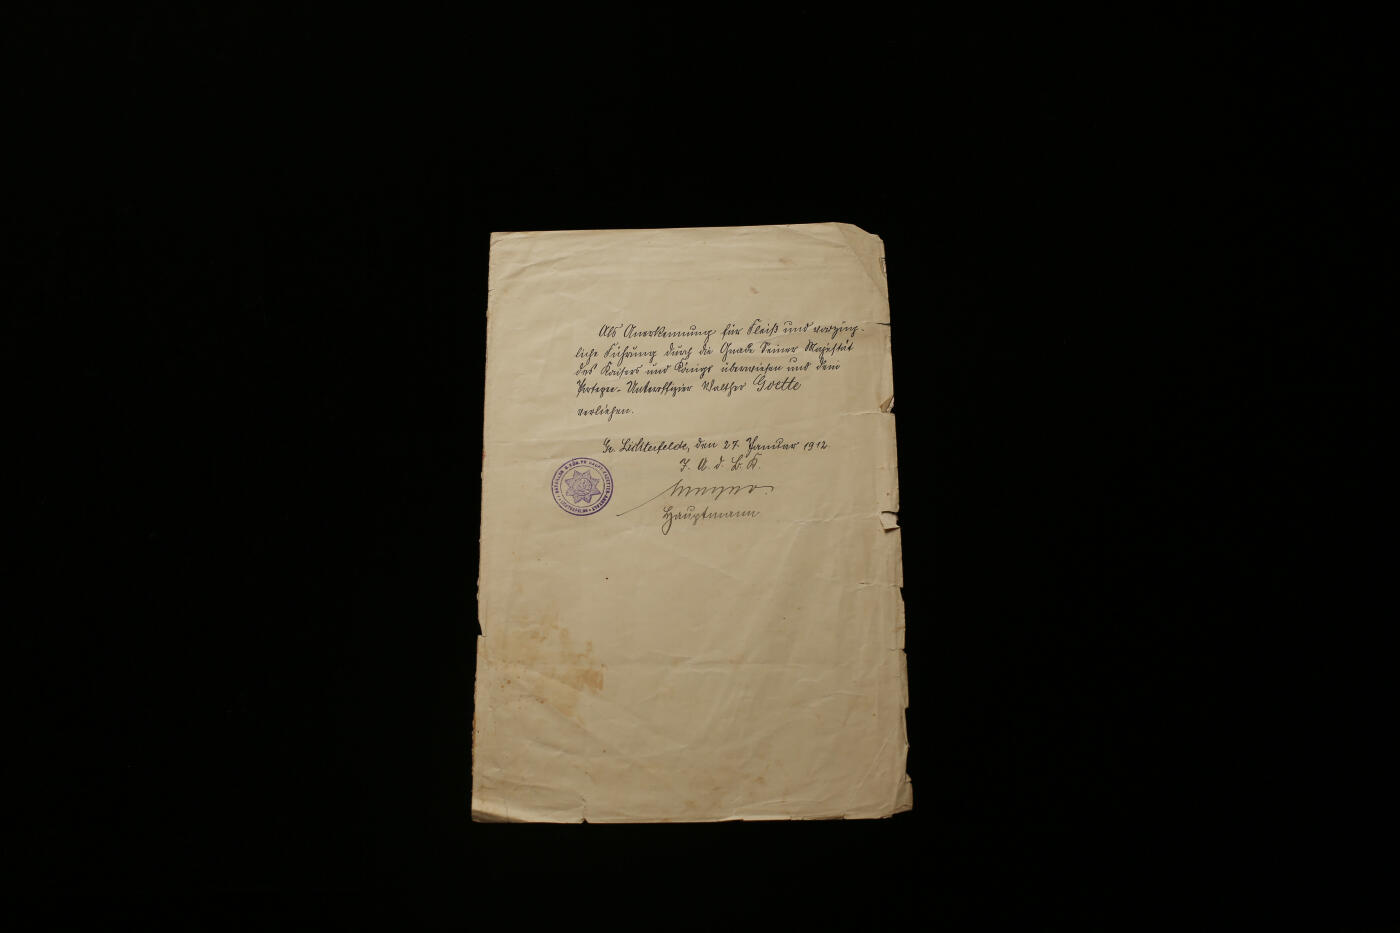 Als Anerkennung für Fleiß und vorzüg-
liche Führung durch die Gnade Seiner Majestät
des Kaisers und Königs überwiesen und dem
Portepee-Unteroffizier Walther Goette
verliehen.
Gr. Lichterfelde, den 27. Januar 1912.
J. A. d. B. K.
Hauptmann